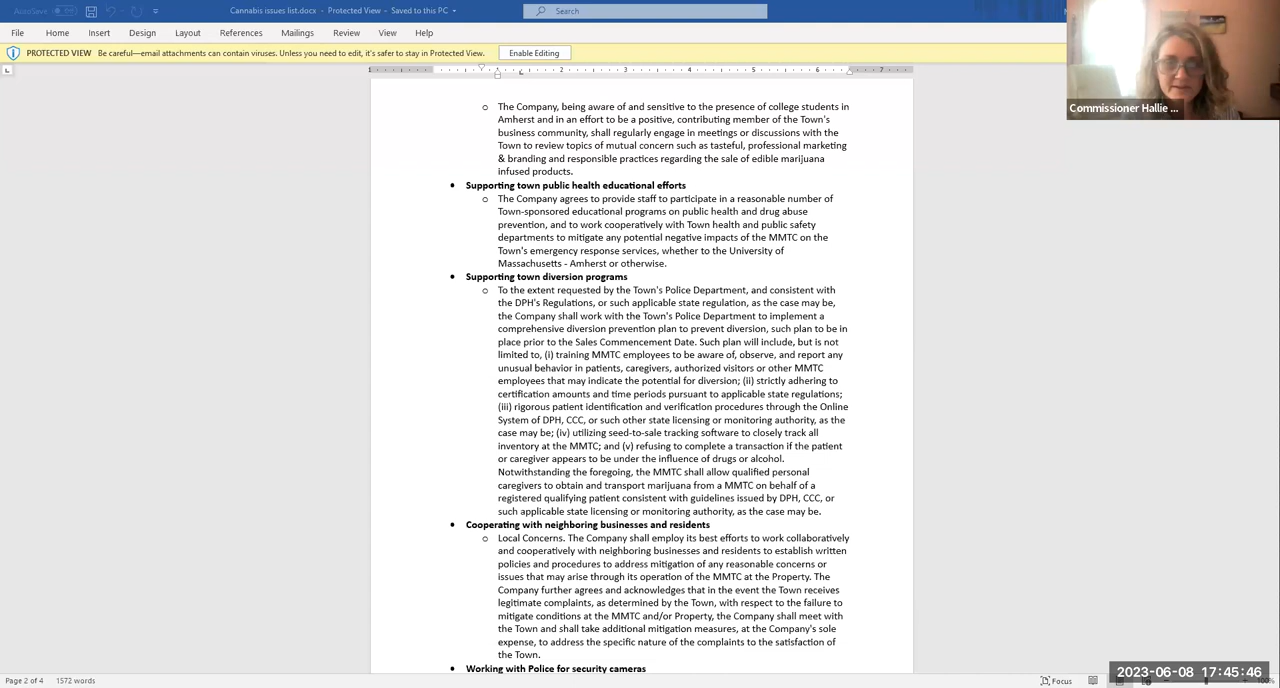 AutoSave Off
Cannabis issues list.docx - Protected View - Saved to this PC
Search
File Home Insert Design Layout References Mailings Review View Help
PROTECTED VIEW Be careful—email attachments can contain viruses. Unless you need to edit, it's safer to stay in Protected View. Enable Editing
Commissioner Hallie ...
1 1 2 3 4 5 6 7
o The Company, being aware of and sensitive to the presence of college students in
Amherst and in an effort to be a positive, contributing member of the Town's
business community, shall regularly engage in meetings or discussions with the
Town to review topics of mutual concern such as tasteful, professional marketing
& branding and responsible practices regarding the sale of edible marijuana
infused products.
• Supporting town public health educational efforts
o The Company agrees to provide staff to participate in a reasonable number of
Town-sponsored educational programs on public health and drug abuse
prevention, and to work cooperatively with Town health and public safety
departments to mitigate any potential negative impacts of the MMTC on the
Town's emergency response services, whether to the University of
Massachusetts - Amherst or otherwise.
• Supporting town diversion programs
o To the extent requested by the Town's Police Department, and consistent with
the DPH's Regulations, or such applicable state regulation, as the case may be,
the Company shall work with the Town's Police Department to implement a
comprehensive diversion prevention plan to prevent diversion, such plan to be in
place prior to the Sales Commencement Date. Such plan will include, but is not
limited to, (i) training MMTC employees to be aware of, observe, and report any
unusual behavior in patients, caregivers, authorized visitors or other MMTC
employees that may indicate the potential for diversion; (ii) strictly adhering to
certification amounts and time periods pursuant to applicable state regulations;
(iii) rigorous patient identification and verification procedures through the Online
System of DPH, CCC, or such other state licensing or monitoring authority, as the
case may be; (iv) utilizing seed-to-sale tracking software to closely track all
inventory at the MMTC; and (v) refusing to complete a transaction if the patient
or caregiver appears to be under the influence of drugs or alcohol.
Notwithstanding the foregoing, the MMTC shall allow qualified personal
caregivers to obtain and transport marijuana from a MMTC on behalf of a
registered qualifying patient consistent with guidelines issued by DPH, CCC, or
such applicable state licensing or monitoring authority, as the case may be.
• Cooperating with neighboring businesses and residents
o Local Concerns. The Company shall employ its best efforts to work collaboratively
and cooperatively with neighboring businesses and residents to establish written
policies and procedures to address mitigation of any reasonable concerns or
issues that may arise through its operation of the MMTC at the Property. The
Company further agrees and acknowledges that in the event the Town receives
legitimate complaints, as determined by the Town, with respect to the failure to
mitigate conditions at the MMTC and/or Property, the Company shall meet with
the Town and shall take additional mitigation measures, at the Company's sole
expense, to address the specific nature of the complaints to the satisfaction of
the Town.
• Working with Police for security cameras
Page 2 of 4 1572 words
Focus
2023-06-08 17:45:46